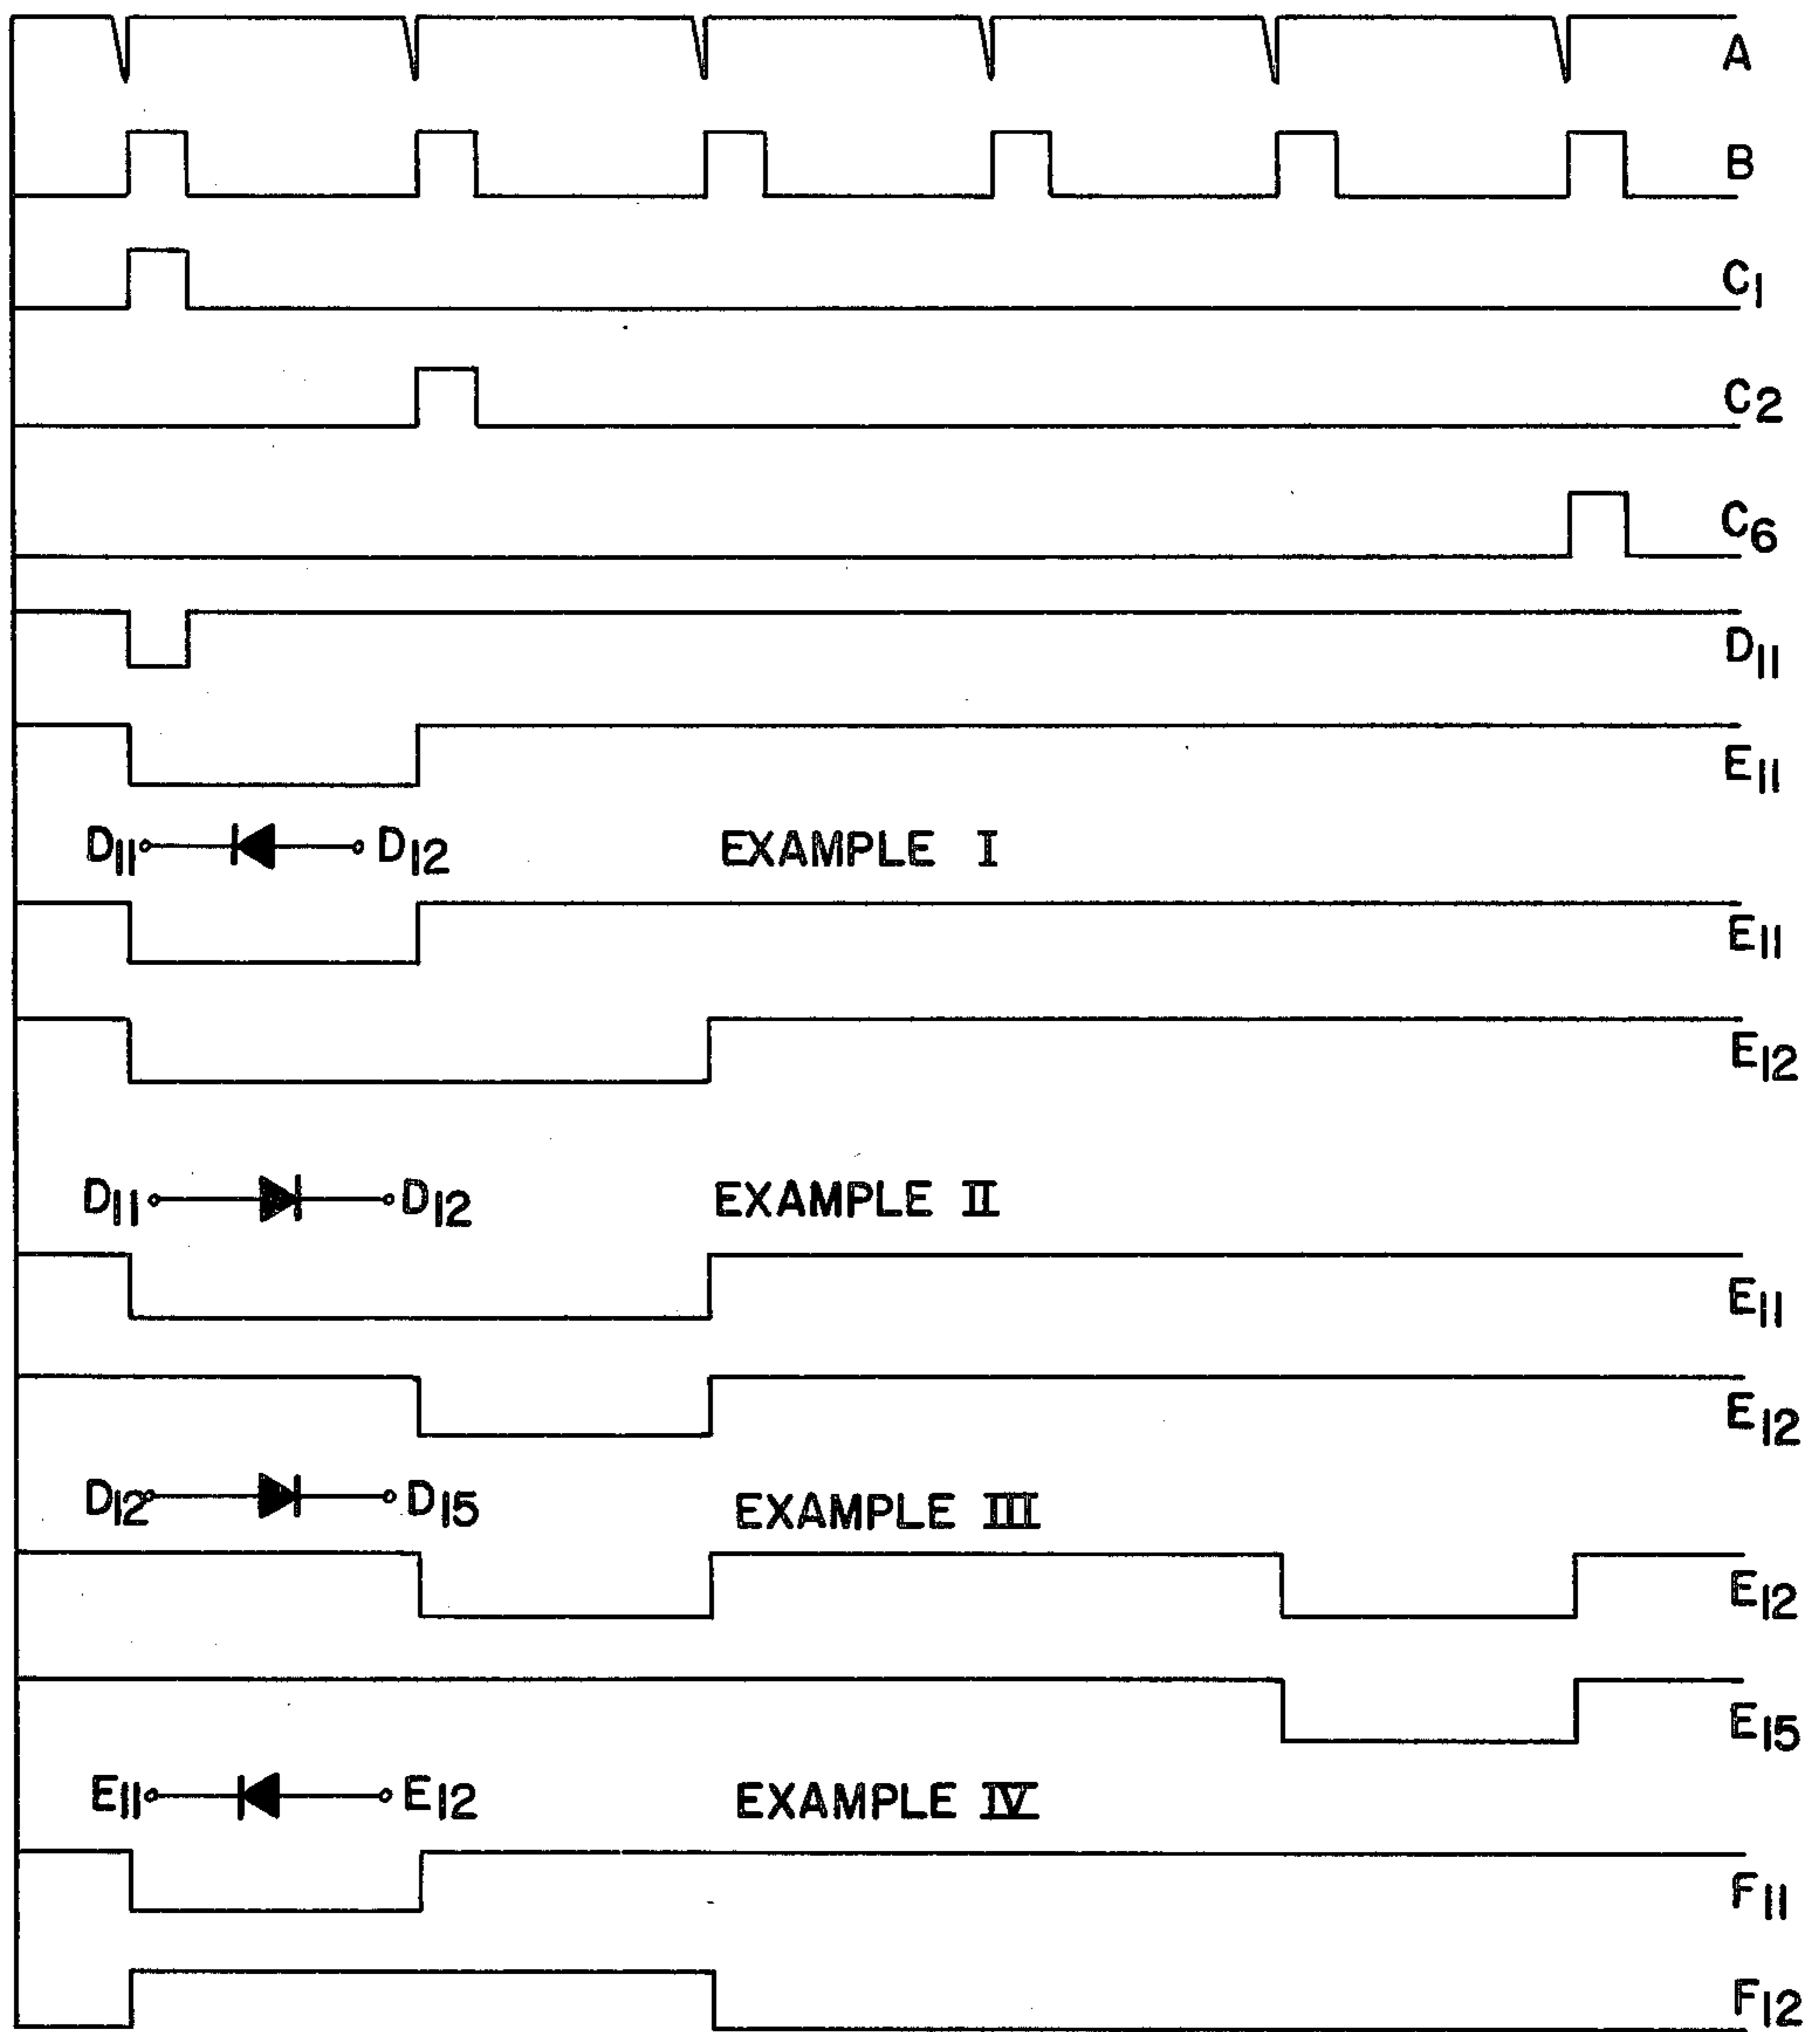 A
B
C1
C2
C6
D11
E11
D11 D12 EXAMPLE I
E11
E12
D11 D12 EXAMPLE II
E11
E12
D12 D15 EXAMPLE III
E12
E15
E11 E12 EXAMPLE IV
F11
F12